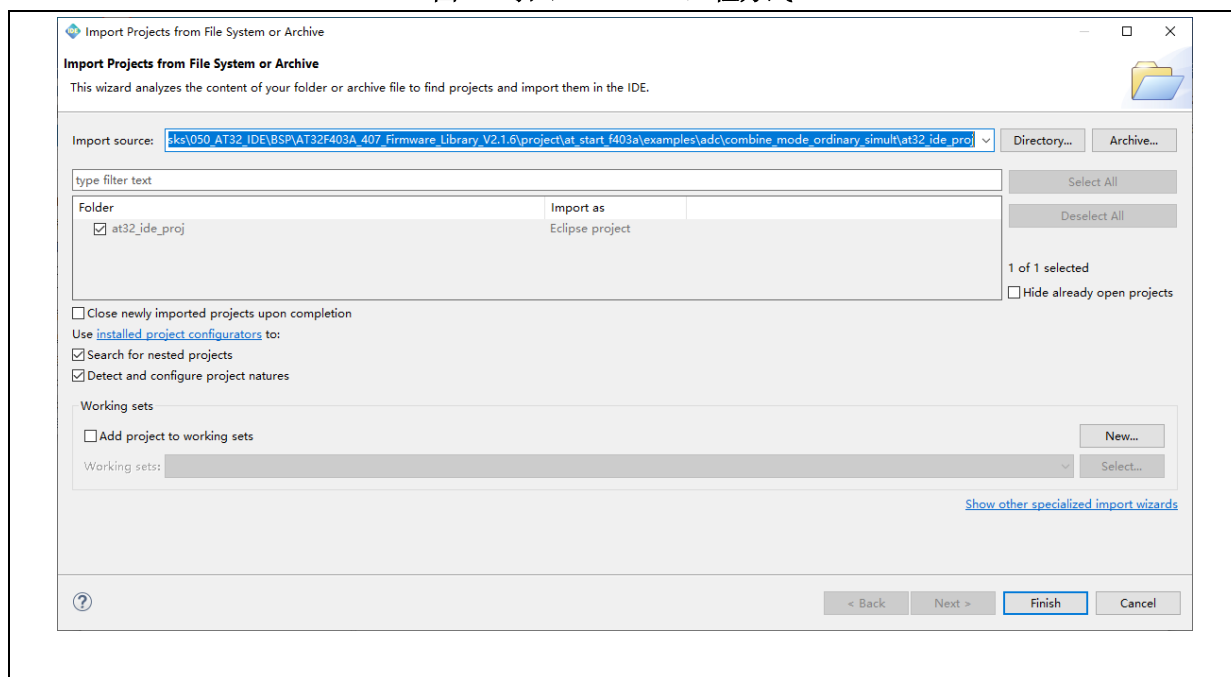 Import Projects from File System or Archive
Import Projects from File System or Archive
This wizard analyzes the content of your folder or archive file to find projects and import them in the IDE.
Import source: sks\050_AT32_IDE\BSP\AT32F403A_407_Firmware_Library_V2.1.6\project\at_start_f403a\examples\adc\combine_mode_ordinary_simult\at32_ide_proj Directory... Archive...
type filter text Select All
Folder Import as Deselect All
at32_ide_proj Eclipse project
1 of 1 selected
Hide already open projects
Close newly imported projects upon completion
Use installed project configurators to:
Search for nested projects
Detect and configure project natures
Working sets
Add project to working sets New...
Working sets: Select...
Show other specialized import wizards
? < Back Next > Finish Cancel